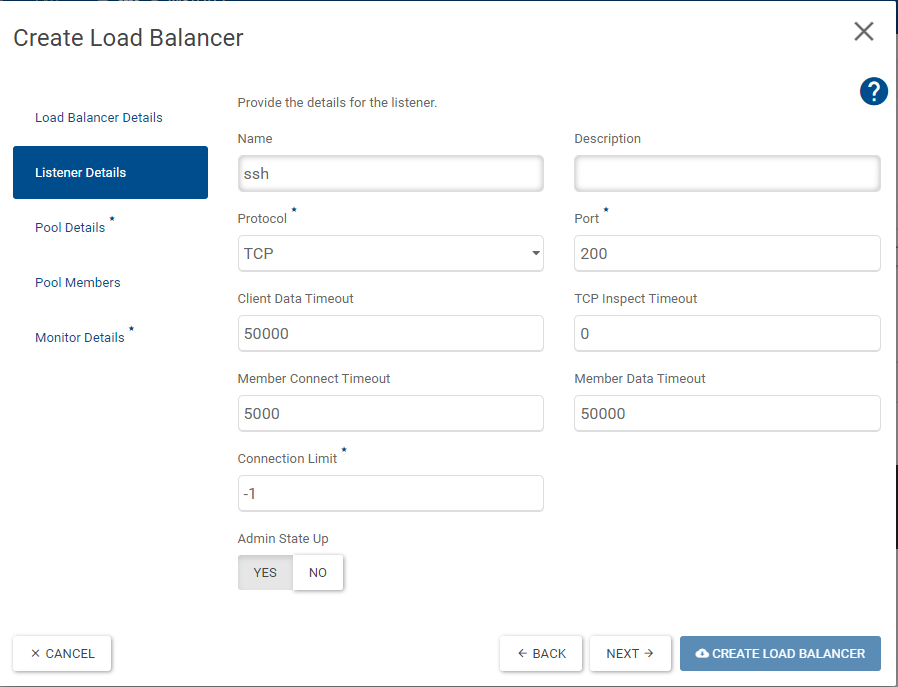 Create Load Balancer
?
Load Balancer Details
Listener Details
Pool Details *
Pool Members
Monitor Details *
Provide the details for the listener.
Name Description
ssh
Protocol * Port *
TCP 200
Client Data Timeout TCP Inspect Timeout
50000 0
Member Connect Timeout Member Data Timeout
5000 50000
Connection Limit *
-1
Admin State Up
YES NO
× CANCEL ← BACK NEXT → CREATE LOAD BALANCER